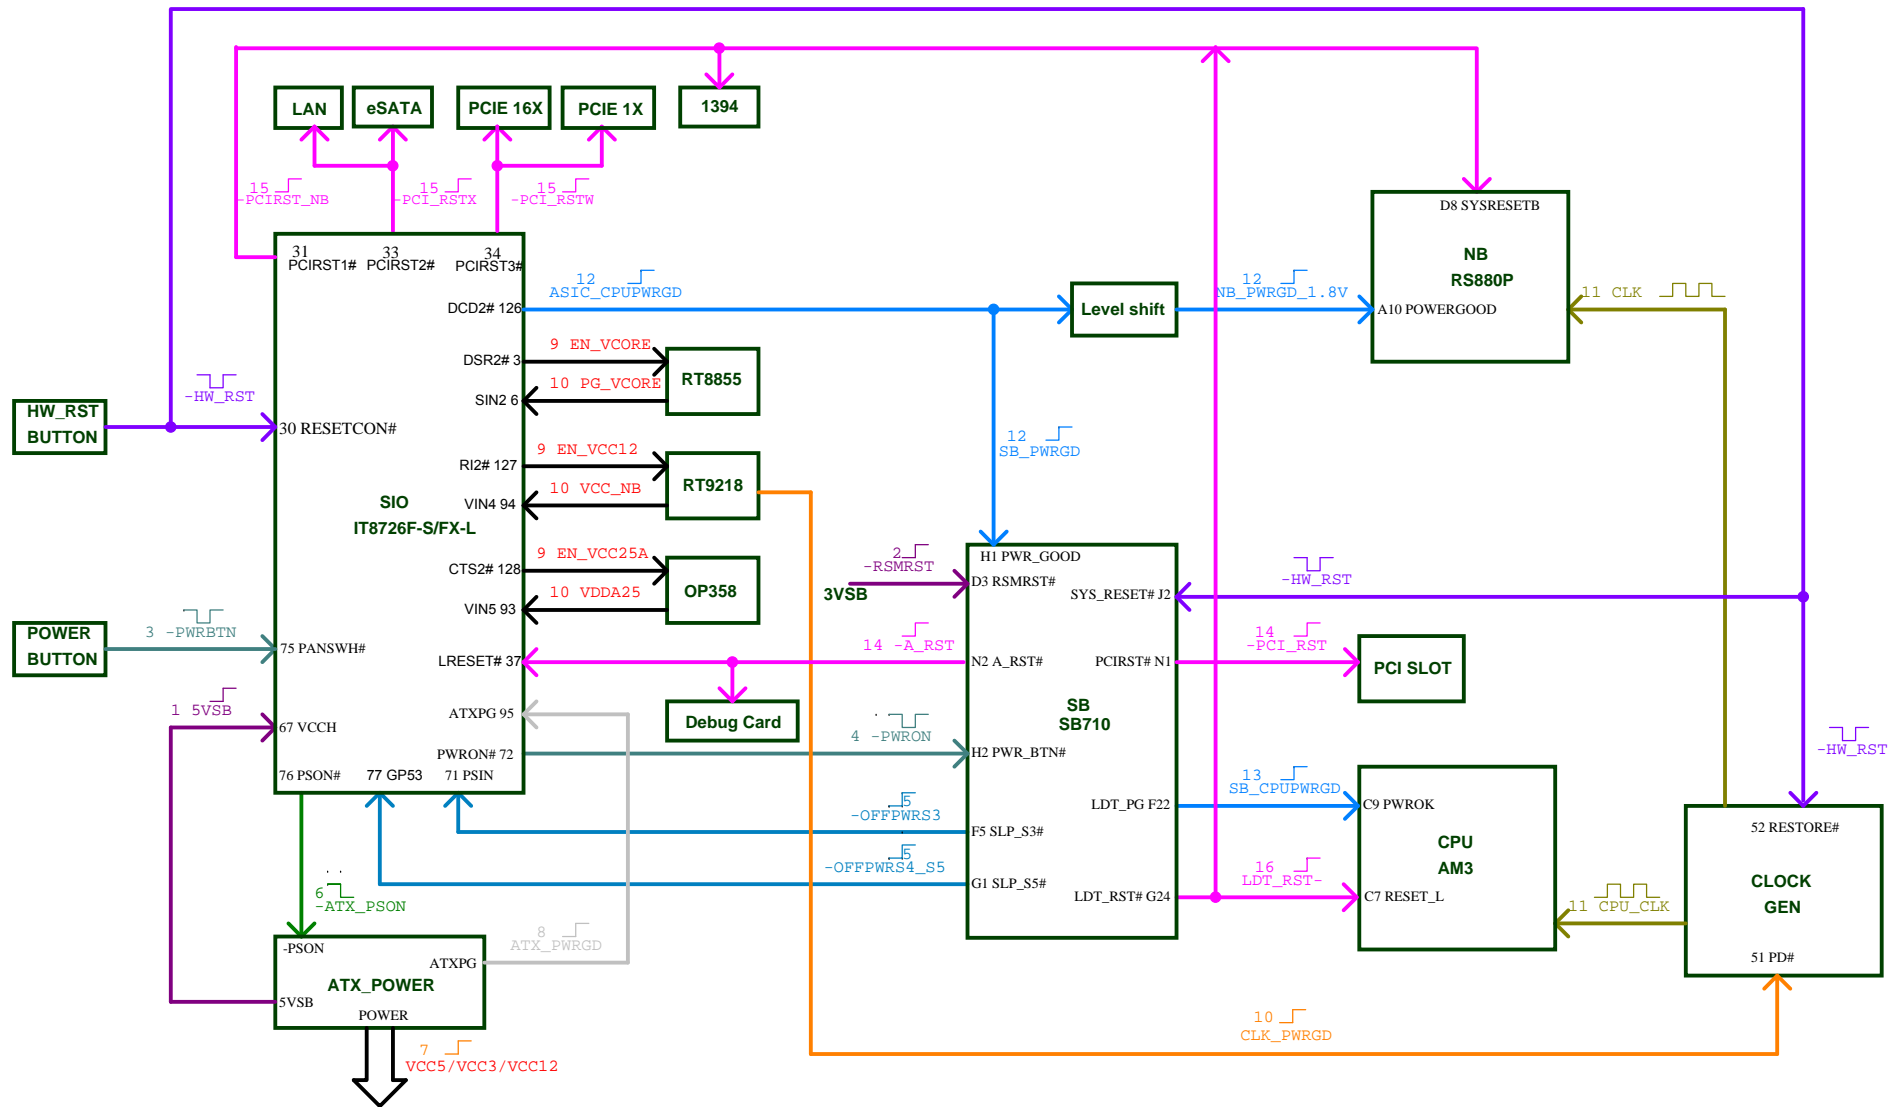 LAN
eSATA
PCIE 16X
PCIE 1X
1394
15
-PCIRST_NB
15
-PCI_RSTX
15
-PCI_RSTW
D8 SYSRESETB
NB
RS880P
A10 POWERGOOD
31
PCIRST1#
33
PCIRST2#
34
PCIRST3#
12
ASIC_CPUPWRGD
Level shift
12
NB_PWRGD_1.8V
11 CLK
DCD2# 126
9 EN_VCORE
DSR2# 3
10 PG_VCORE
SIN2 6
RT8855
-HW_RST
HW_RST
BUTTON
30 RESETCON#
12
SB_PWRGD
9 EN_VCC12
RI2# 127
10 VCC_NB
VIN4 94
RT9218
SIO
IT8726F-S/FX-L
9 EN_VCC25A
CTS2# 128
10 VDDA25
VIN5 93
OP358
2
-RSMRST
3VSB
H1 PWR_GOOD
D3 RSMRST#
SYS_RESET# J2
-HW_RST
POWER
BUTTON
3 -PWRBTN
75 PANSWH#
LRESET# 37
14 -A_RST
N2 A_RST#
PCIRST# N1
14
-PCI_RST
PCI SLOT
1 5VSB
67 VCCH
ATXPG 95
Debug Card
SB
SB710
PWRON# 72
4 -PWRON
H2 PWR_BTN#
-HW_RST
76 PSON#
77 GP53
71 PSIN
5
-OFFPWRS3
F5 SLP_S3#
5
-OFFPWRS4_S5
G1 SLP_S5#
LDT_PG F22
13
SB_CPUPWRGD
C9 PWROK
CPU
AM3
LDT_RST# G24
16
LDT_RST-
C7 RESET_L
11 CPU_CLK
52 RESTORE#
CLOCK
GEN
51 PD#
6
-ATX_PSON
-PSON
ATXPG
ATX_POWER
5VSB
POWER
8
ATX_PWRGD
7
VCC5/VCC3/VCC12
10
CLK_PWRGD